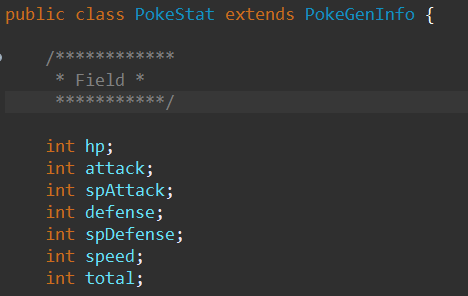 public class PokeStat extends PokeGenInfo {
/************
* Field *
***********/
int hp;
int attack;
int spAttack;
int defense;
int spDefense;
int speed;
int total;